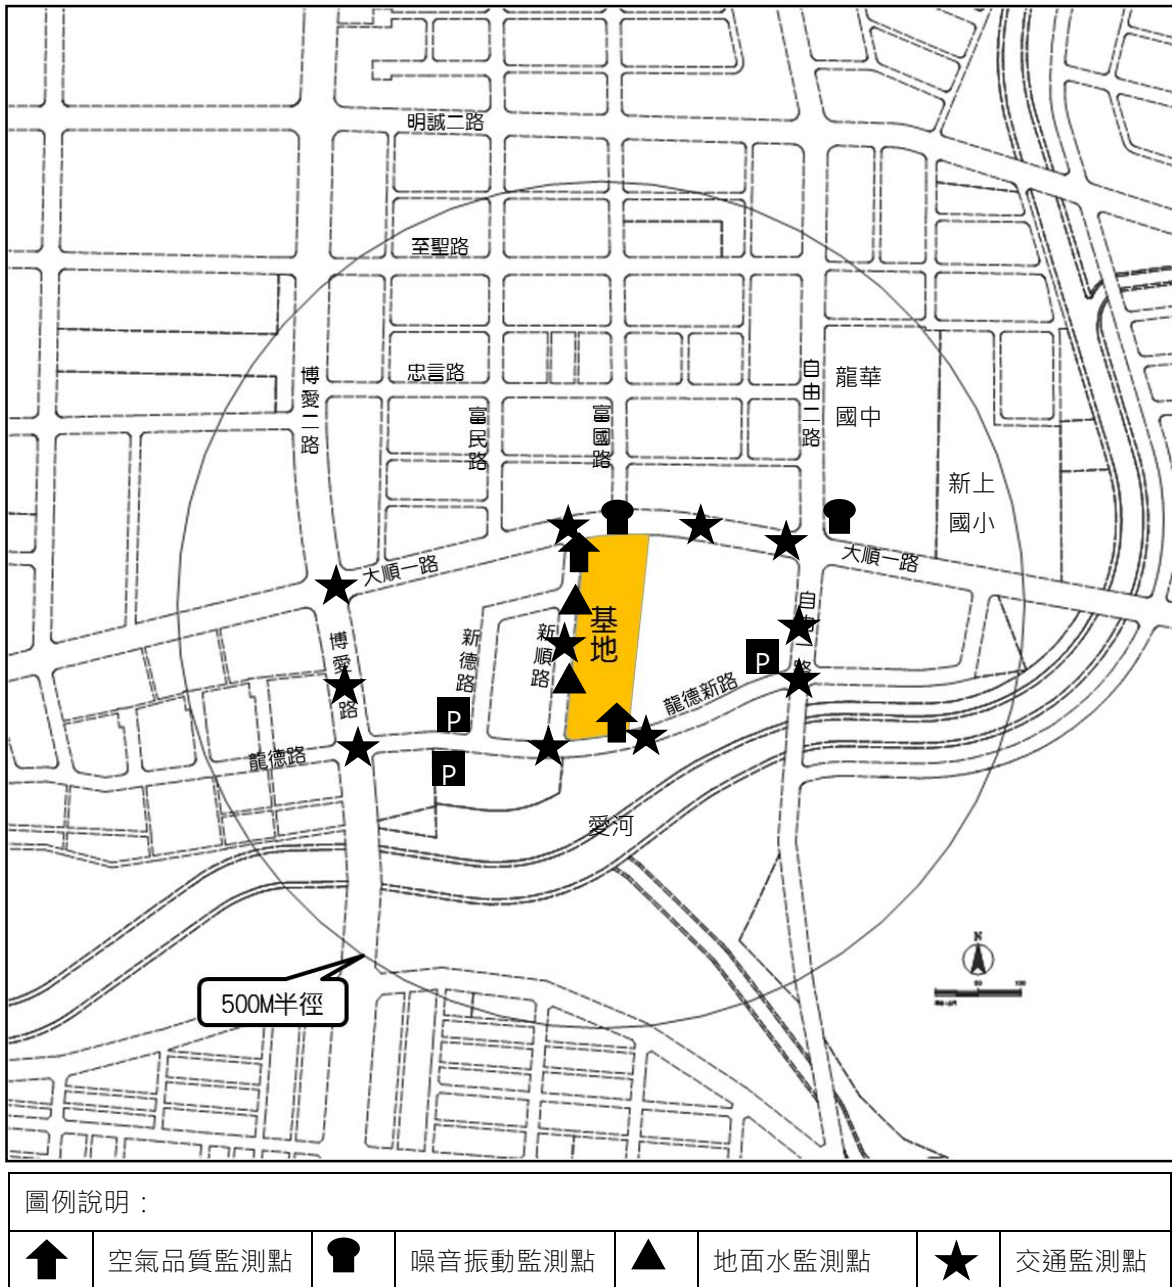 明誠二路
至聖路
忠言路
博愛二路
富民路
富國路
自由二路
龍華
國中
新上
國小
大順一路
大順一路
基地
新德路
新順路
博愛一路
自由一路
P
P
P
龍德新路
龍德路
愛河
N
50
100
500M半徑
圖例說明：
空氣品質監測點
噪音振動監測點
地面水監測點
交通監測點